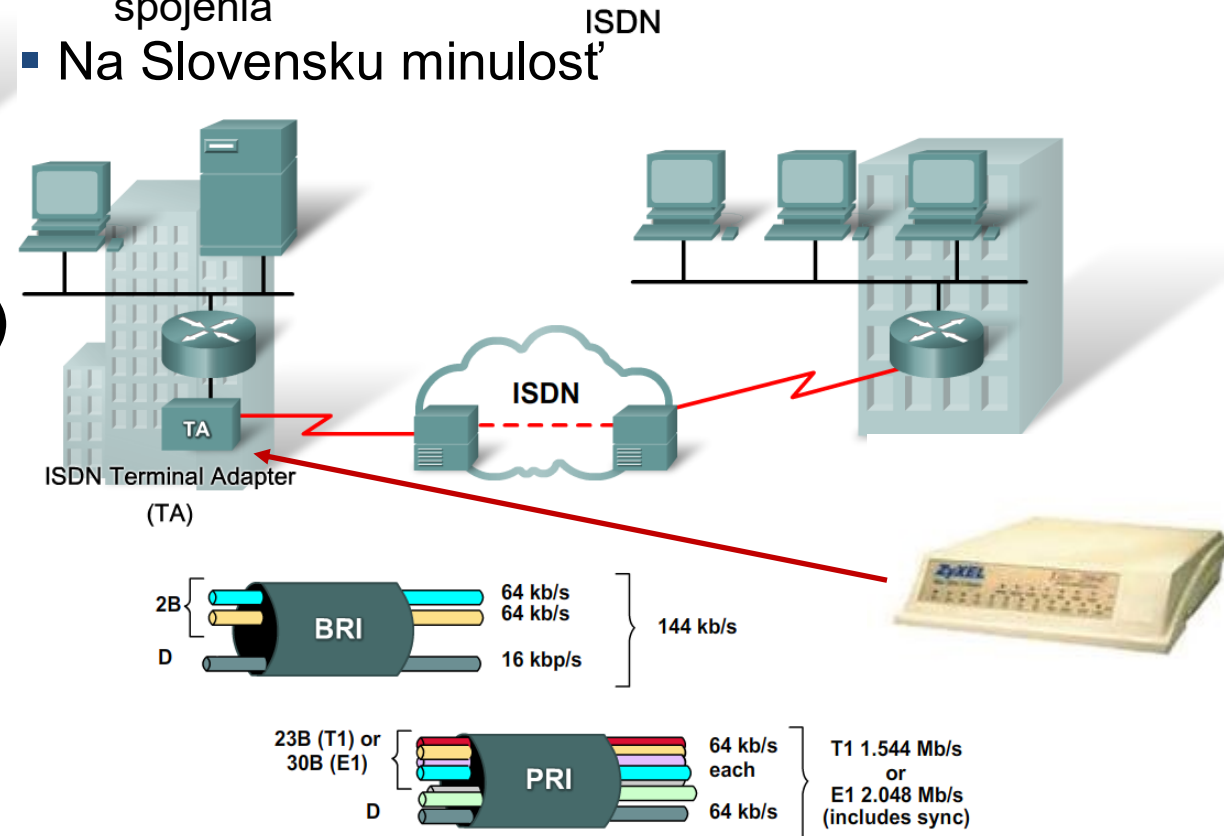 spojenia
ISDN
Na Slovensku minulosť
ISDN
TA
ISDN Terminal Adapter
(TA)
ZyXEL
2B
D
BRI
64 kb/s
64 kb/s
16 kbp/s
144 kb/s
23B (T1) or
30B (E1)
D
PRI
64 kb/s
each
64 kb/s
T1 1.544 Mb/s
or
E1 2.048 Mb/s
(includes sync)